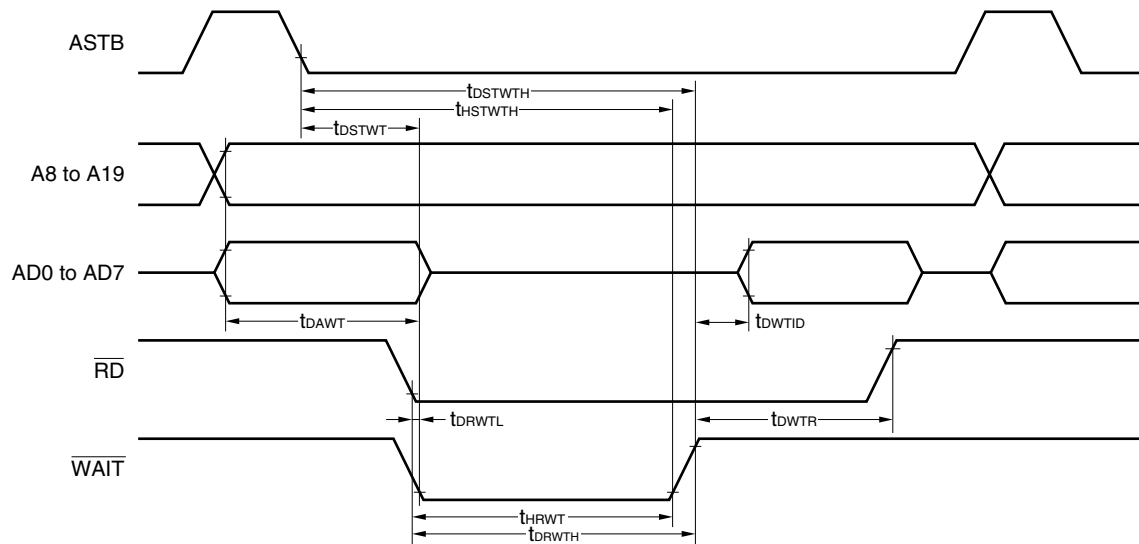 ASTB
tDSTWTH
tHSTWTH
tDSTWT
A8 to A19
AD0 to AD7
tDAWT
tDWTID
RD
tDRWTL
tDWTR
WAIT
tHRWT
tDRWTH